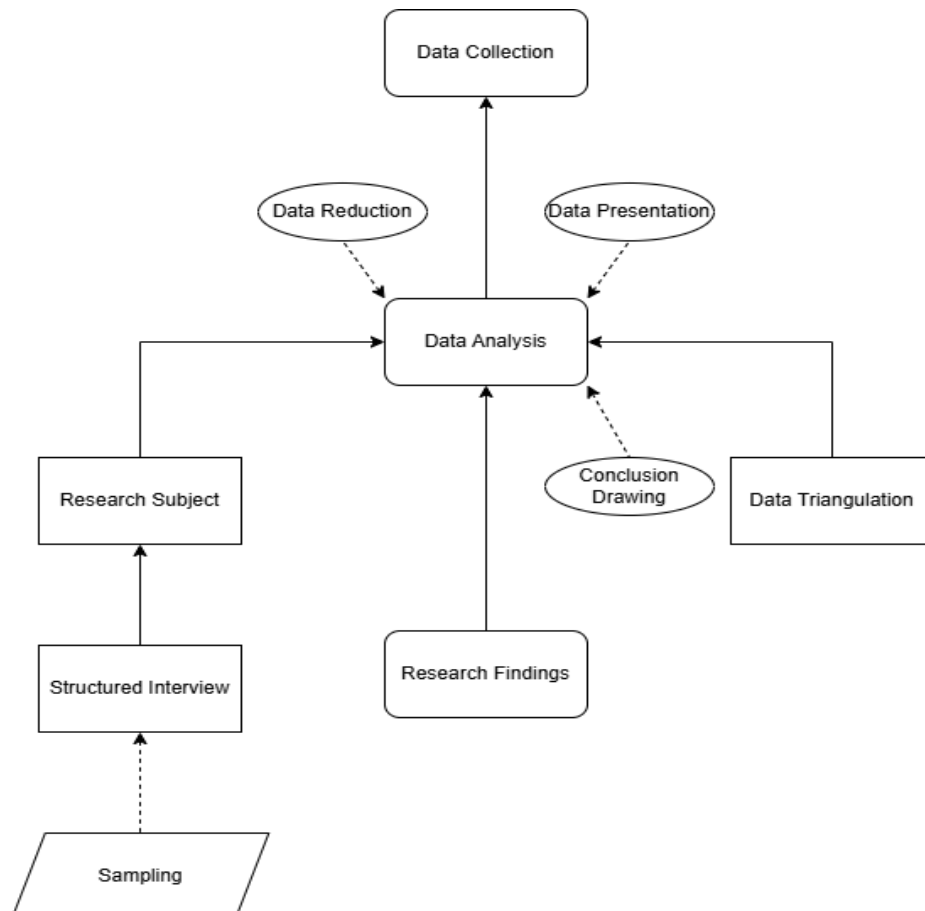 Data Collection
Data Reduction
Data Presentation
Data Analysis
Research Subject
Conclusion
Drawing
Data Triangulation
Structured Interview
Research Findings
Sampling